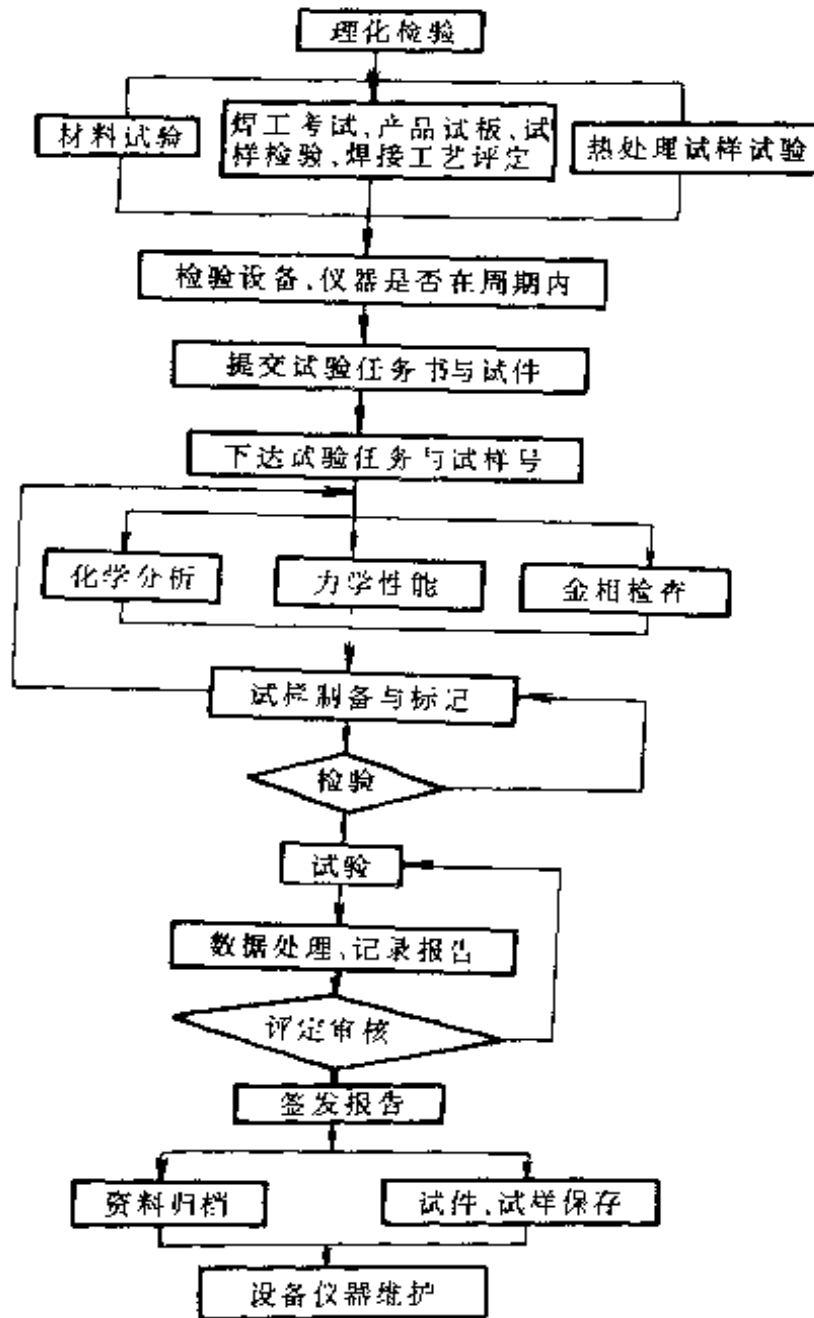 理化检验
材料试验
焊工考试、产品试板、试
样检验、焊接工艺评定
热处理试样试验
检验设备、仪器是否在周期内
提交试验任务书与试件
下达试验任务与试样号
化学分析
力学性能
金相检查
试样制备与标记
检验
试验
数据处理、记录报告
评定审核
签发报告
资料归档
试件、试样保存
设备仪器维护